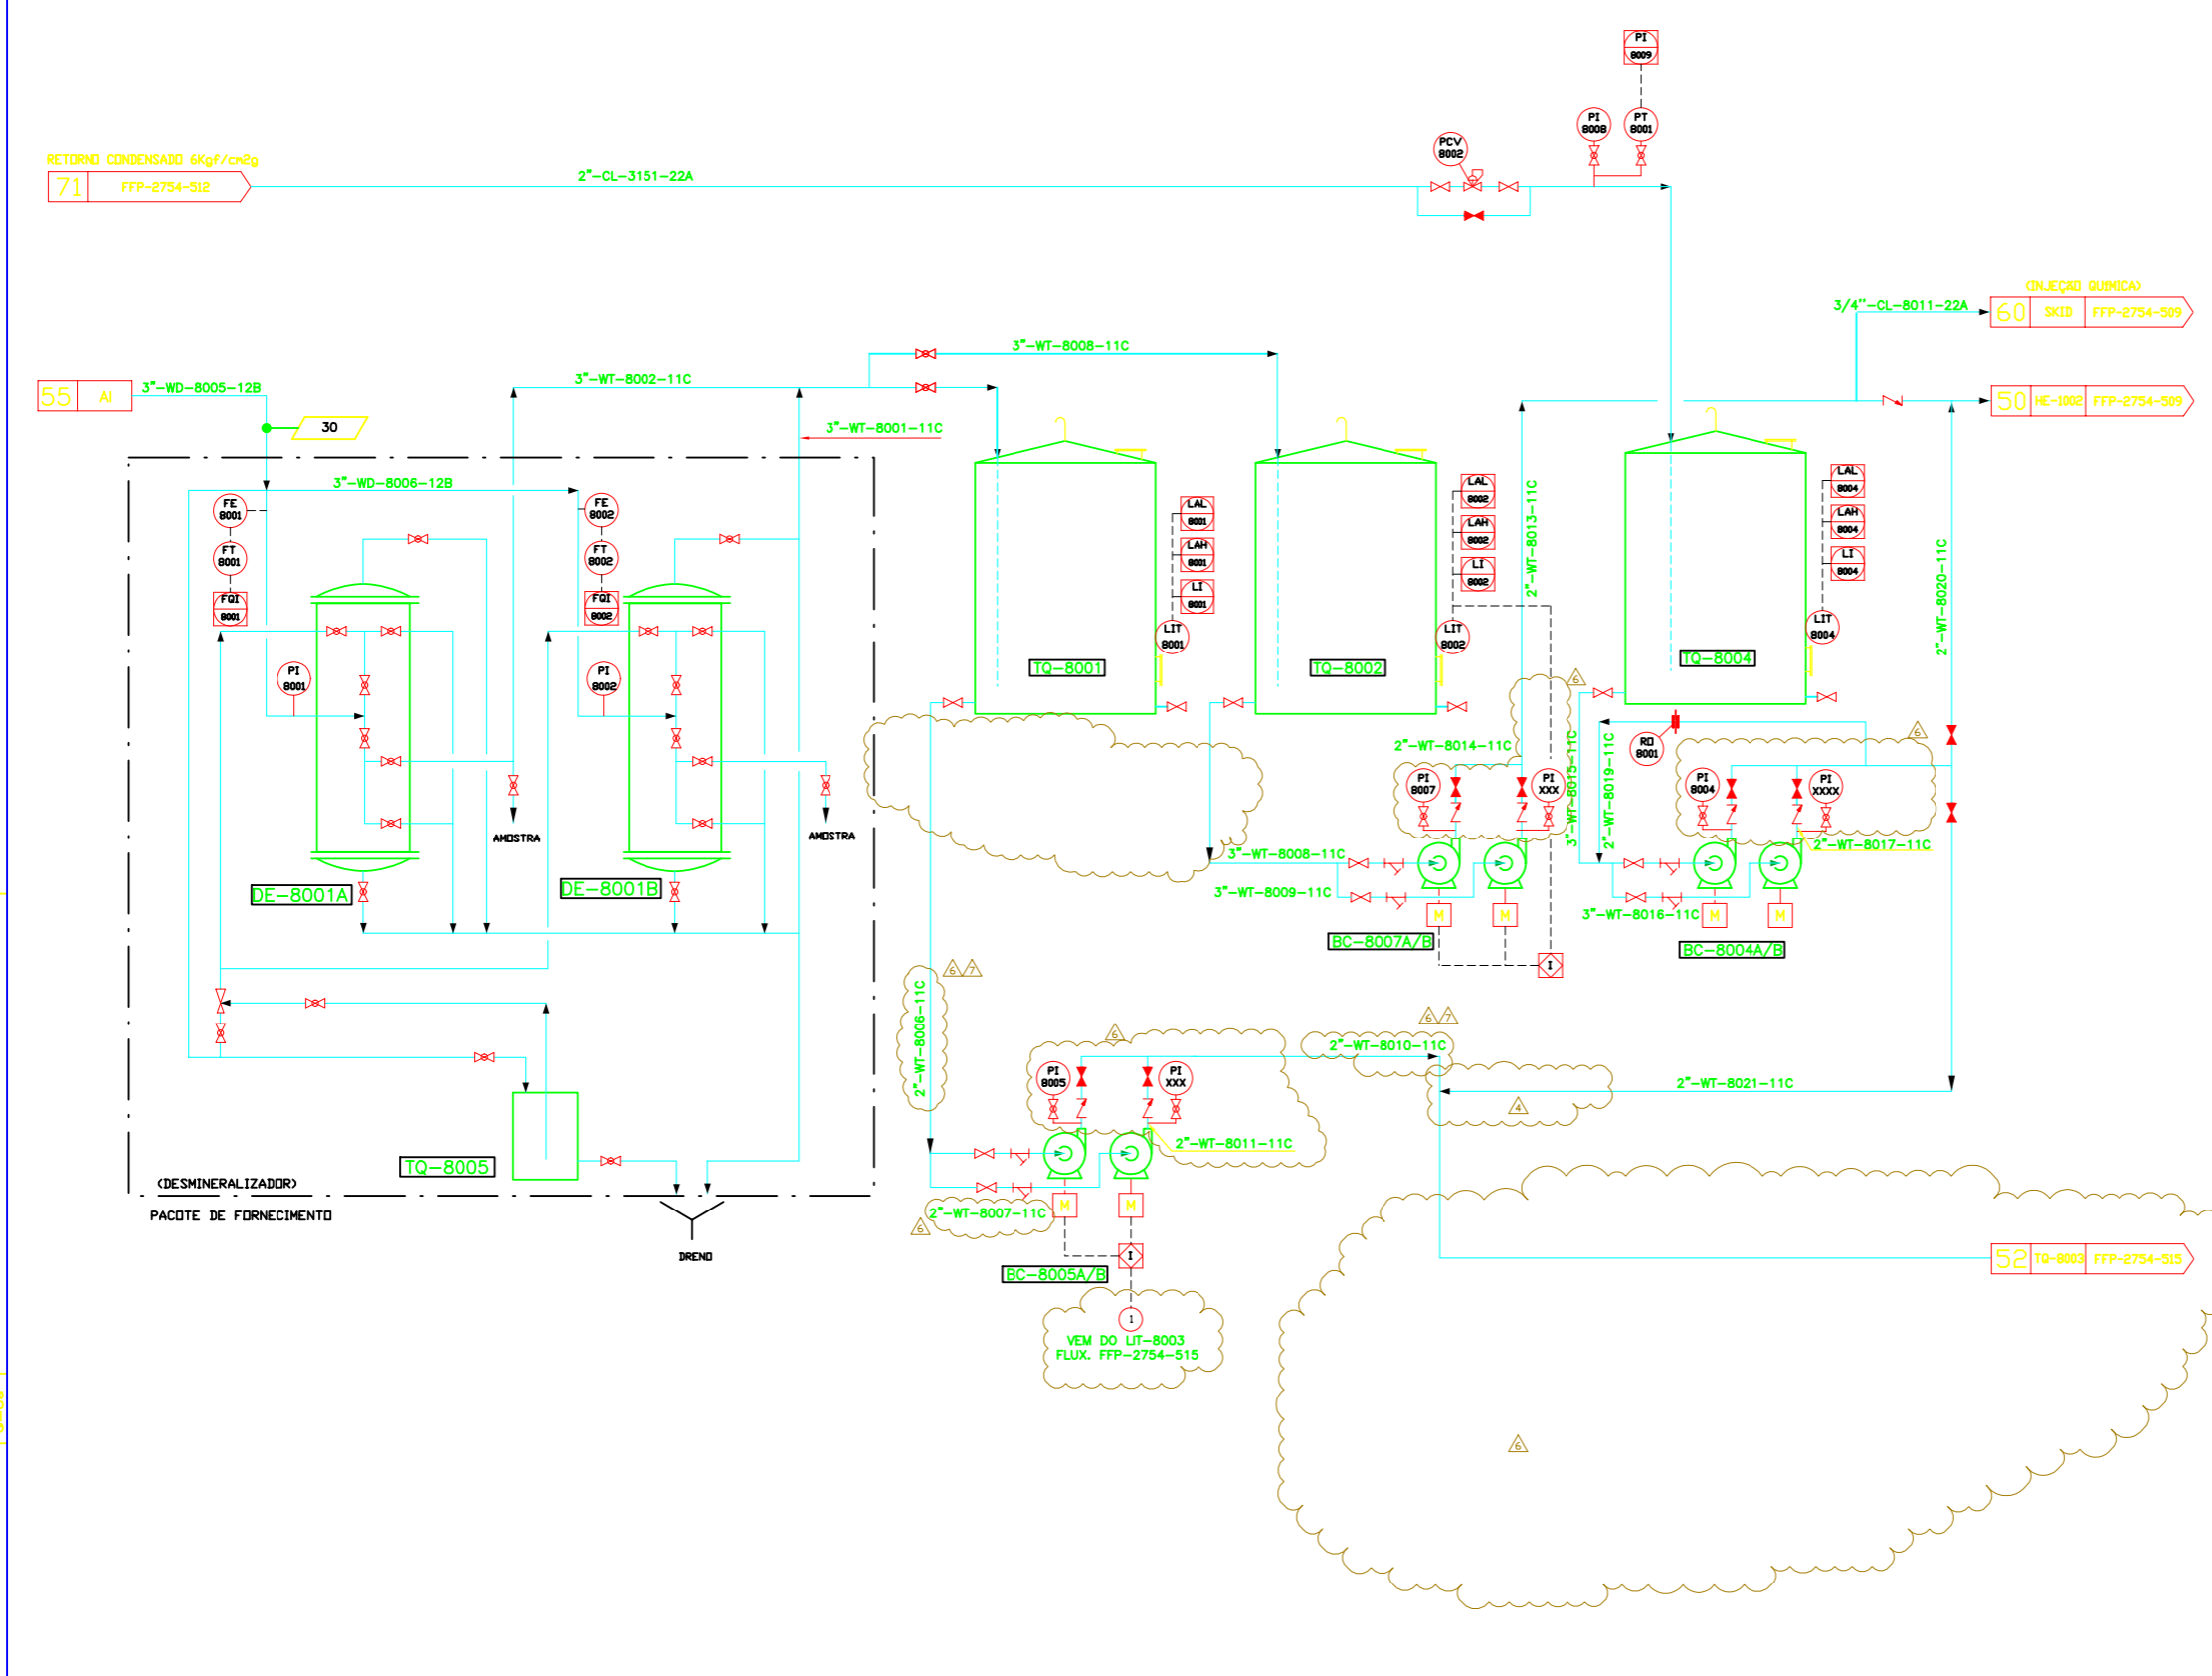 PI
8009
PI
8008
PT
8001
PCV
8002
RETORNO CONDENSADO 6Kgf/cm2g
71 FFP-2754-512
2"-CL-3151-22A
(INJEÇÃO QUIMICA)
3/4"-CL-8011-22A
60 SKID FFP-2754-509
3"-WT-8008-11C
55 AI
3"-WD-8005-12B
3"-WT-8002-11C
50 HE-1002 FFP-2754-509
30
3"-WT-8001-11C
3"-WD-8006-12B
FE
8001
FT
8001
FQI
8001
FE
8002
FT
8002
FQI
8002
PI
8001
PI
8002
LAL
8001
LAH
8001
LI
8001
LIT
8001
LAL
8002
LAH
8002
LI
8002
LIT
8002
2"-WT-8013-11C
LAL
8004
LAH
8004
LI
8004
LIT
8004
2"-WT-8020-11C
TQ-8001
TQ-8002
TQ-8004
6
6
2"-WT-8014-11C
RO
8001
PI
8007
PI
XXX
3"-WT-8015-11C
2"-WT-8019-11C
PI
8004
PI
XXXX
AMOSTRA
AMOSTRA
2"-WT-8017-11C
3"-WT-8008-11C
3"-WT-8009-11C
3"-WT-8016-11C
DE-8001A
DE-8001B
M
M
M
M
BC-8007A/B
BC-8004A/B
I
6 7
2"-WT-8006-11C
6
6 7
2"-WT-8010-11C
PI
8005
PI
XXX
2"-WT-8021-11C
4
2"-WT-8011-11C
TQ-8005
(DESMINERALIZADOR)
PACOTE DE FORNECIMENTO
DRENO
2"-WT-8007-11C
6
M
M
I
BC-8005A/B
1
VEM DO LIT-8003
FLUX. FFP-2754-515
52 TQ-8003 FFP-2754-515
6